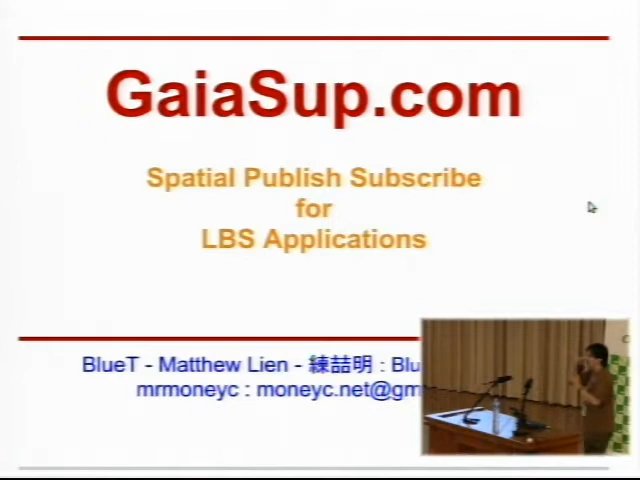 GaiaSup.com
Spatial Publish Subscribe
for
LBS Applications
BlueT - Matthew Lien - 練喆明 : Blu
mrmoneyc : moneyc.net@gm